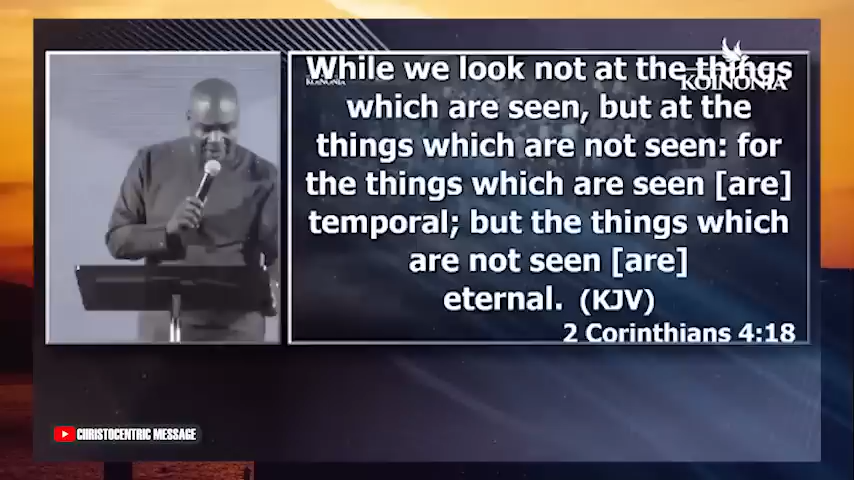 While we look not at the things
KOINONIA
which are seen, but at the
things which are not seen: for
the things which are seen [are]
temporal; but the things which
are not seen [are]
eternal. (KJV)
2 Corinthians 4:18
KOINONIA
CHRISTOCENTRIC MESSAGE